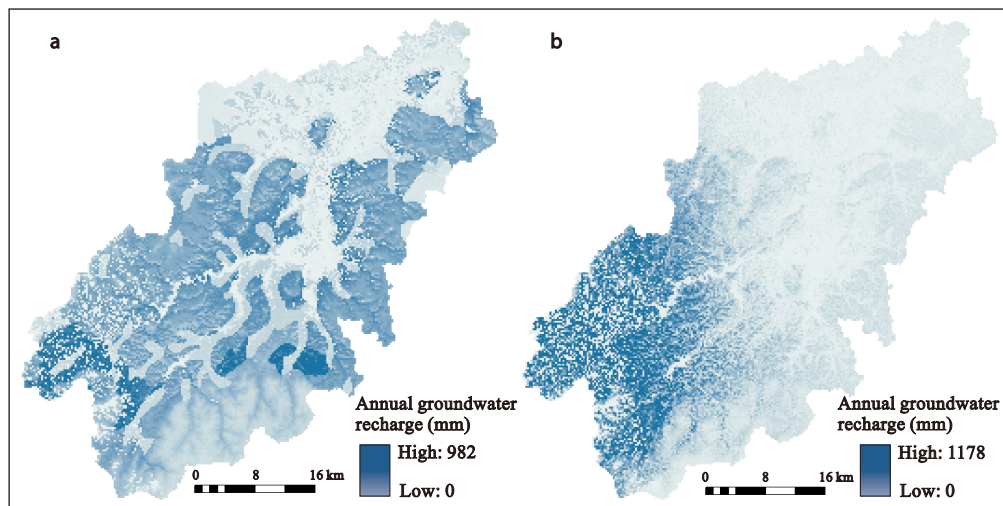 a
b
Annual groundwater
recharge (mm)
High: 982
Low: 0
0 8 16 km
Annual groundwater
recharge (mm)
High: 1178
Low: 0
0 8 16 km